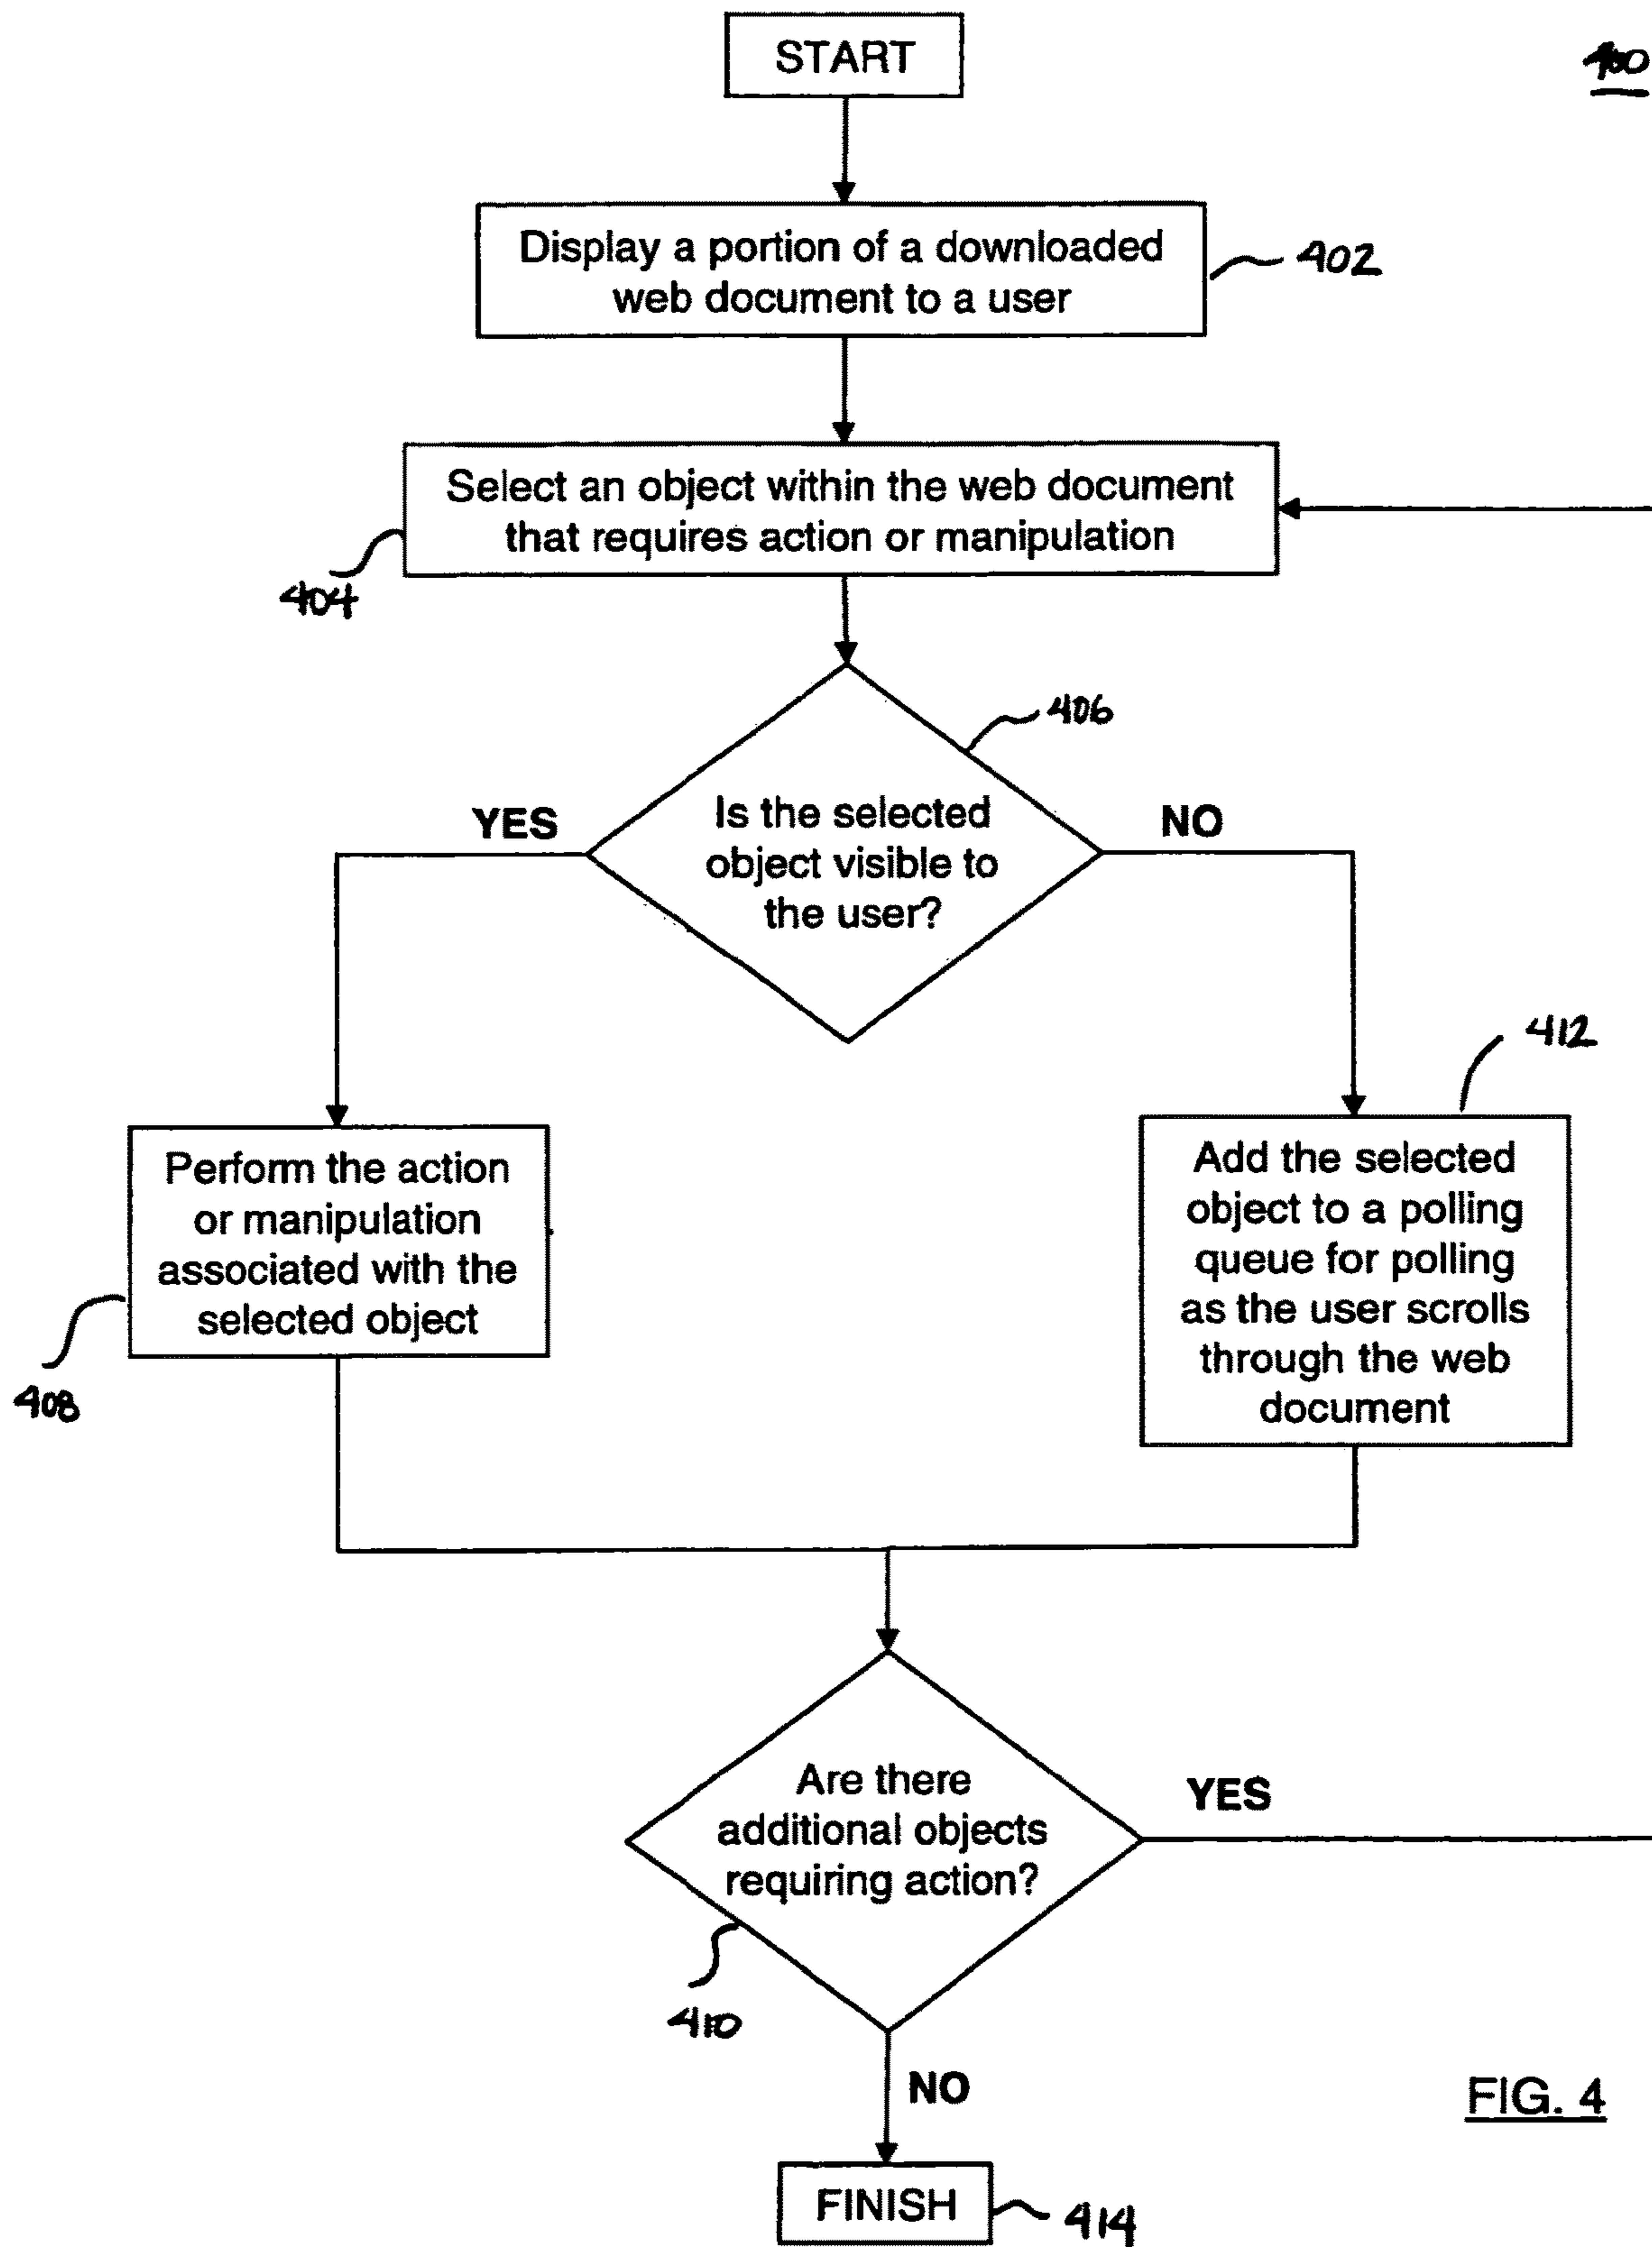 START
400
Display a portion of a downloaded
web document to a user
402
Select an object within the web document
that requires action or manipulation
404
406
YES
NO
Is the selected
object visible to
the user?
412
Perform the action
or manipulation
associated with the
selected object
408
Add the selected
object to a polling
queue for polling
as the user scrolls
through the web
document
Are there
additional objects
requiring action?
YES
410
NO
FIG. 4
FINISH
414